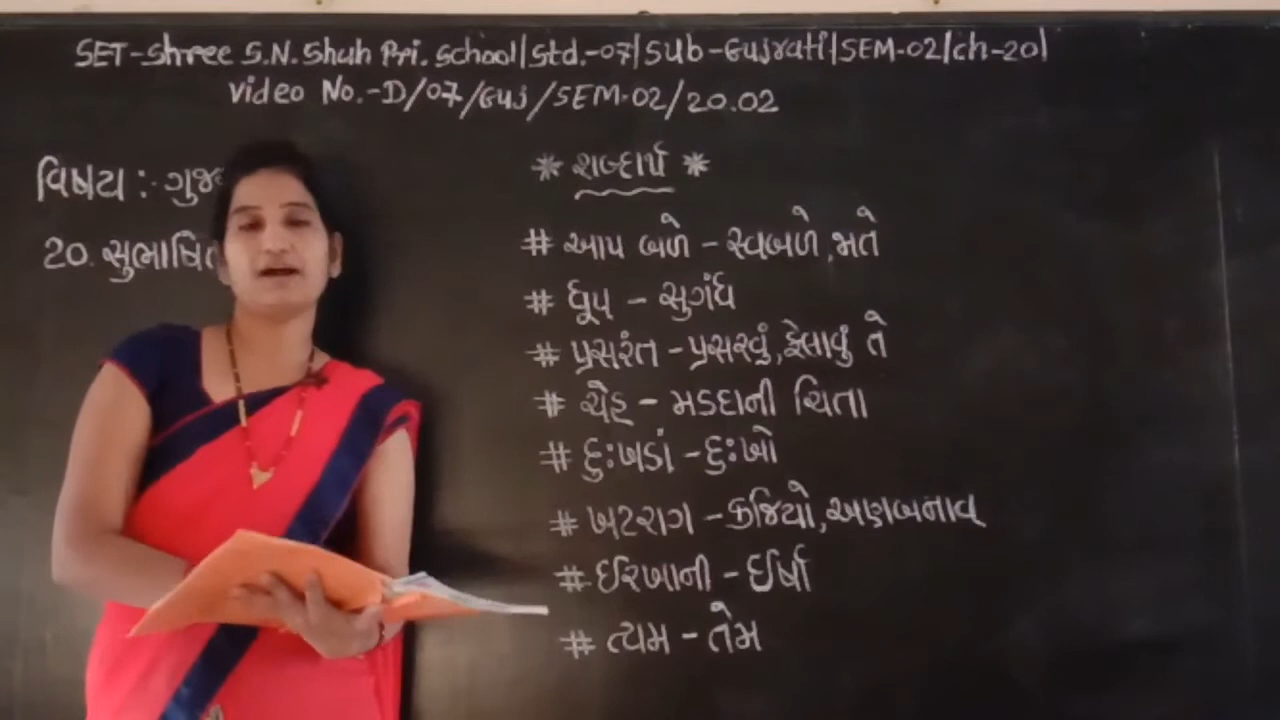 SET-Shree S.N.Shah Pri. School|Std.-07|Sub-Gujrati|SEM-02|ch-20|
video No.-D/07/Guj/SEM-02/20.02
વિષય :-
20. સુભાષિત
* શબ્દાર્થ *
# આપ બળે - સ્વબળે, જાતે
# ધૂપ - સુગંધ
# પ્રસરંત - પ્રસરવું, ફેલાવું તે
# ચેહ - મડદાની ચિતા
# દુઃખડાં - દુઃખો
# ખટરાગ - કજિયો, અણબનાવ
# ઈરખાની - ઈર્ષા
# ત્યમ - તેમ